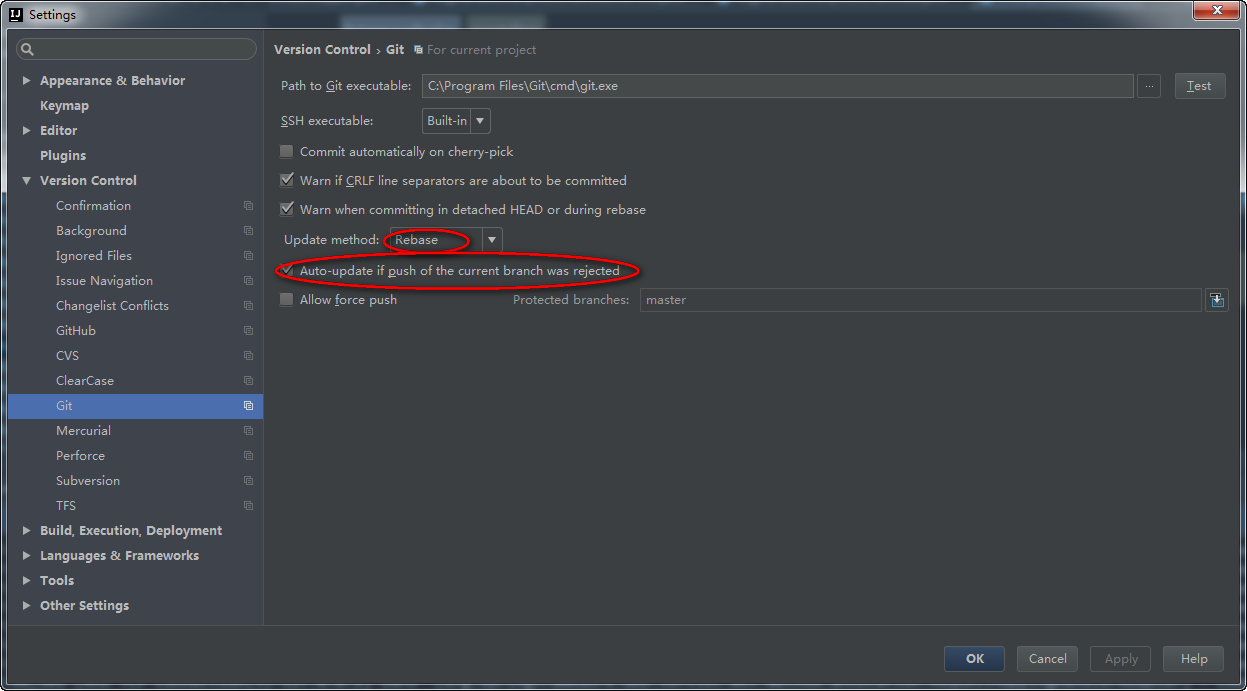 Settings
Version Control › Git For current project
Appearance & Behavior
Keymap
Editor
Plugins
Version Control
Confirmation
Background
Ignored Files
Issue Navigation
Changelist Conflicts
GitHub
CVS
ClearCase
Git
Mercurial
Perforce
Subversion
TFS
Build, Execution, Deployment
Languages & Frameworks
Tools
Other Settings
Path to Git executable: C:\Program Files\Git\cmd\git.exe ... Test
SSH executable: Built-in
Commit automatically on cherry-pick
Warn if CRLF line separators are about to be committed
Warn when committing in detached HEAD or during rebase
Update method: Rebase
Auto-update if push of the current branch was rejected
Allow force push Protected branches: master
OK Cancel Apply Help